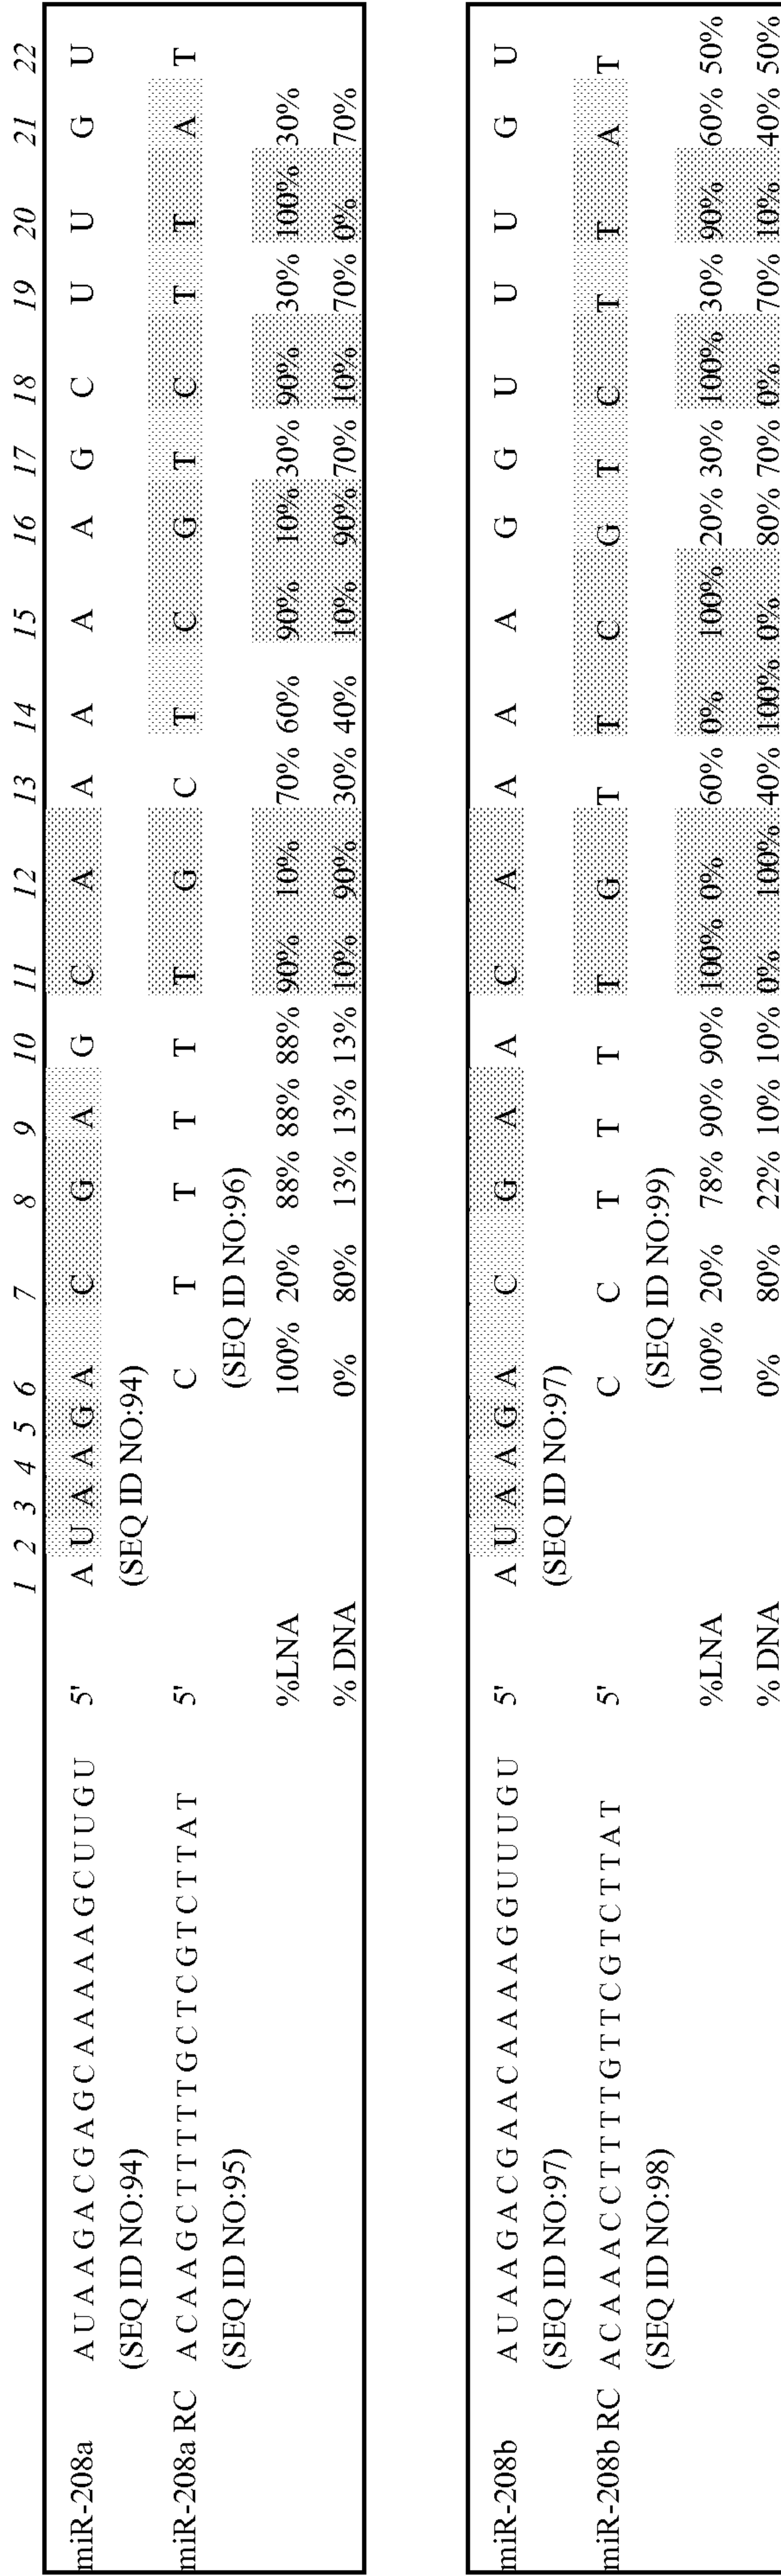 1 2 3 4 5 6 7 8 9 10 11 12 13 14 15 16 17 18 19 20 21 22
miR-208a A U A A G A C G A G C A A A A A G C U U G U 5' A U A A G A C G A G C A A A A A G C U U G U
(SEQ ID NO:94) (SEQ ID NO:94)
miR-208a RC A C A A G C T T T T T G C T C G T C T T A T 5' C T T T T T G C T C G T C T T A T
(SEQ ID NO:95) (SEQ ID NO:96)
%LNA 100% 20% 88% 88% 88% 90% 10% 70% 60% 90% 10% 30% 90% 30% 100% 30%
% DNA 0% 80% 13% 13% 13% 10% 90% 30% 40% 10% 90% 70% 10% 70% 0% 70%
miR-208b A U A A G A C G A A C A A A A G G U U U G U 5' A U A A G A C G A A C A A A A G G U U U G U
(SEQ ID NO:97) (SEQ ID NO:97)
miR-208b RC A C A A A C C T T T T G T T C G T C T T A T 5' C C T T T T G T T C G T C T T A T
(SEQ ID NO:98) (SEQ ID NO:99)
%LNA 100% 20% 78% 90% 90% 100% 0% 60% 0% 100% 20% 30% 100% 30% 90% 60% 50%
% DNA 0% 80% 22% 10% 10% 0% 100% 40% 100% 0% 80% 70% 0% 70% 10% 40% 50%